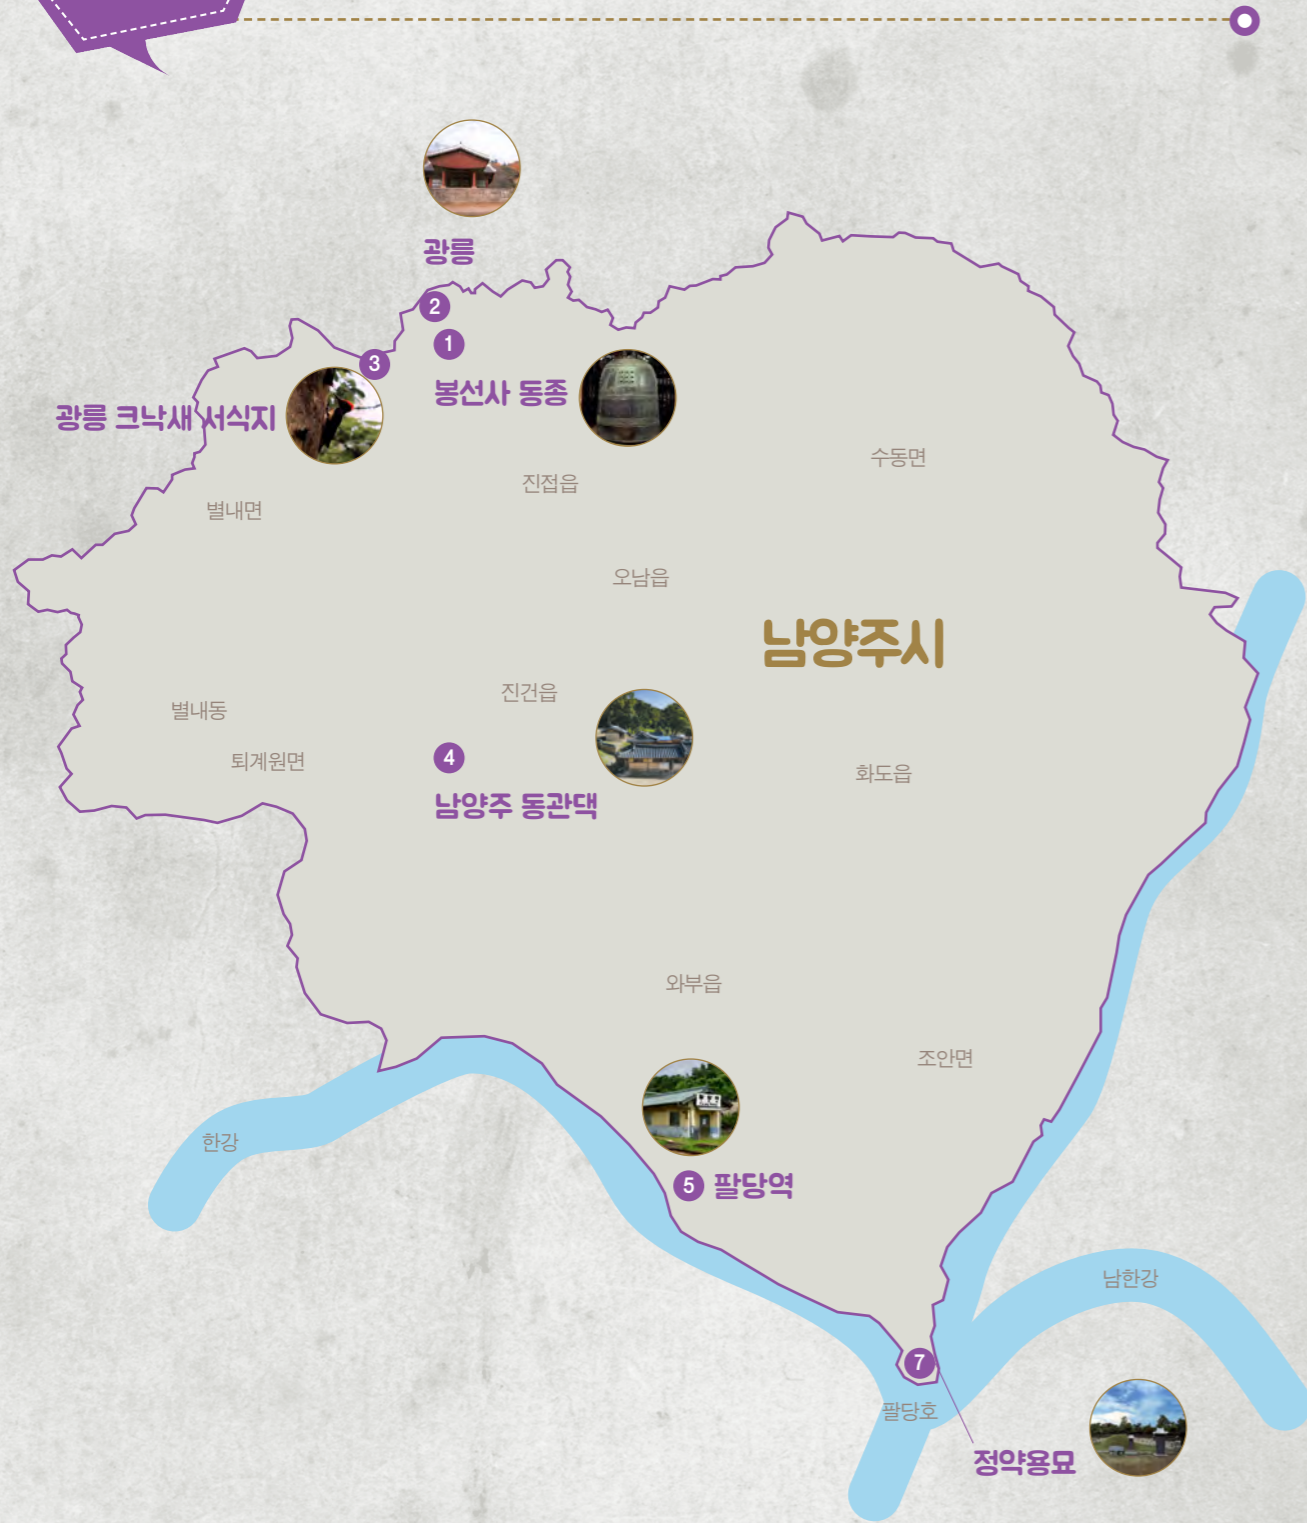 광릉
2
1
3
봉선사 동종
광릉 크낙새 서식지
수동면
진접읍
별내면
오남읍
남양주시
진건읍
별내동
퇴계원면
4
화도읍
남양주 동관댁
와부읍
조안면
한강
5 팔당역
남한강
7
팔당호
정약용묘